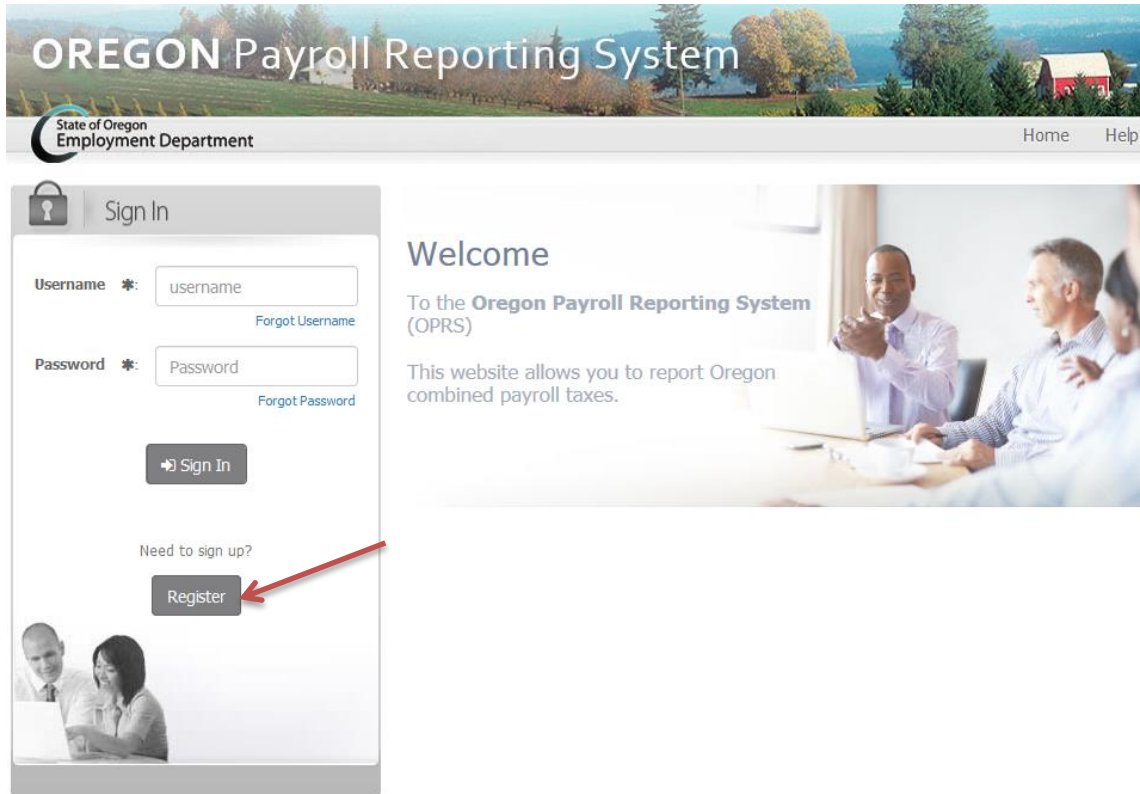 OREGON Payroll Reporting System
State of Oregon
Employment Department
Home Help
Sign In
Username ✱:
username
Forgot Username
Password ✱:
Password
Forgot Password
Sign In
Need to sign up?
Register
Welcome
To the Oregon Payroll Reporting System
(OPRS)
This website allows you to report Oregon
combined payroll taxes.